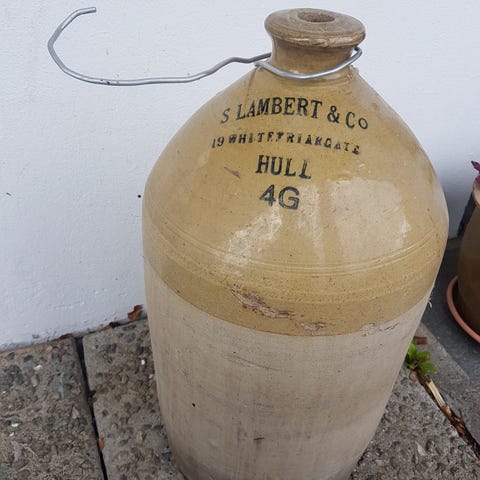 S LAMBERT & Co
19 WHITEFRIARGATE
HULL
4G